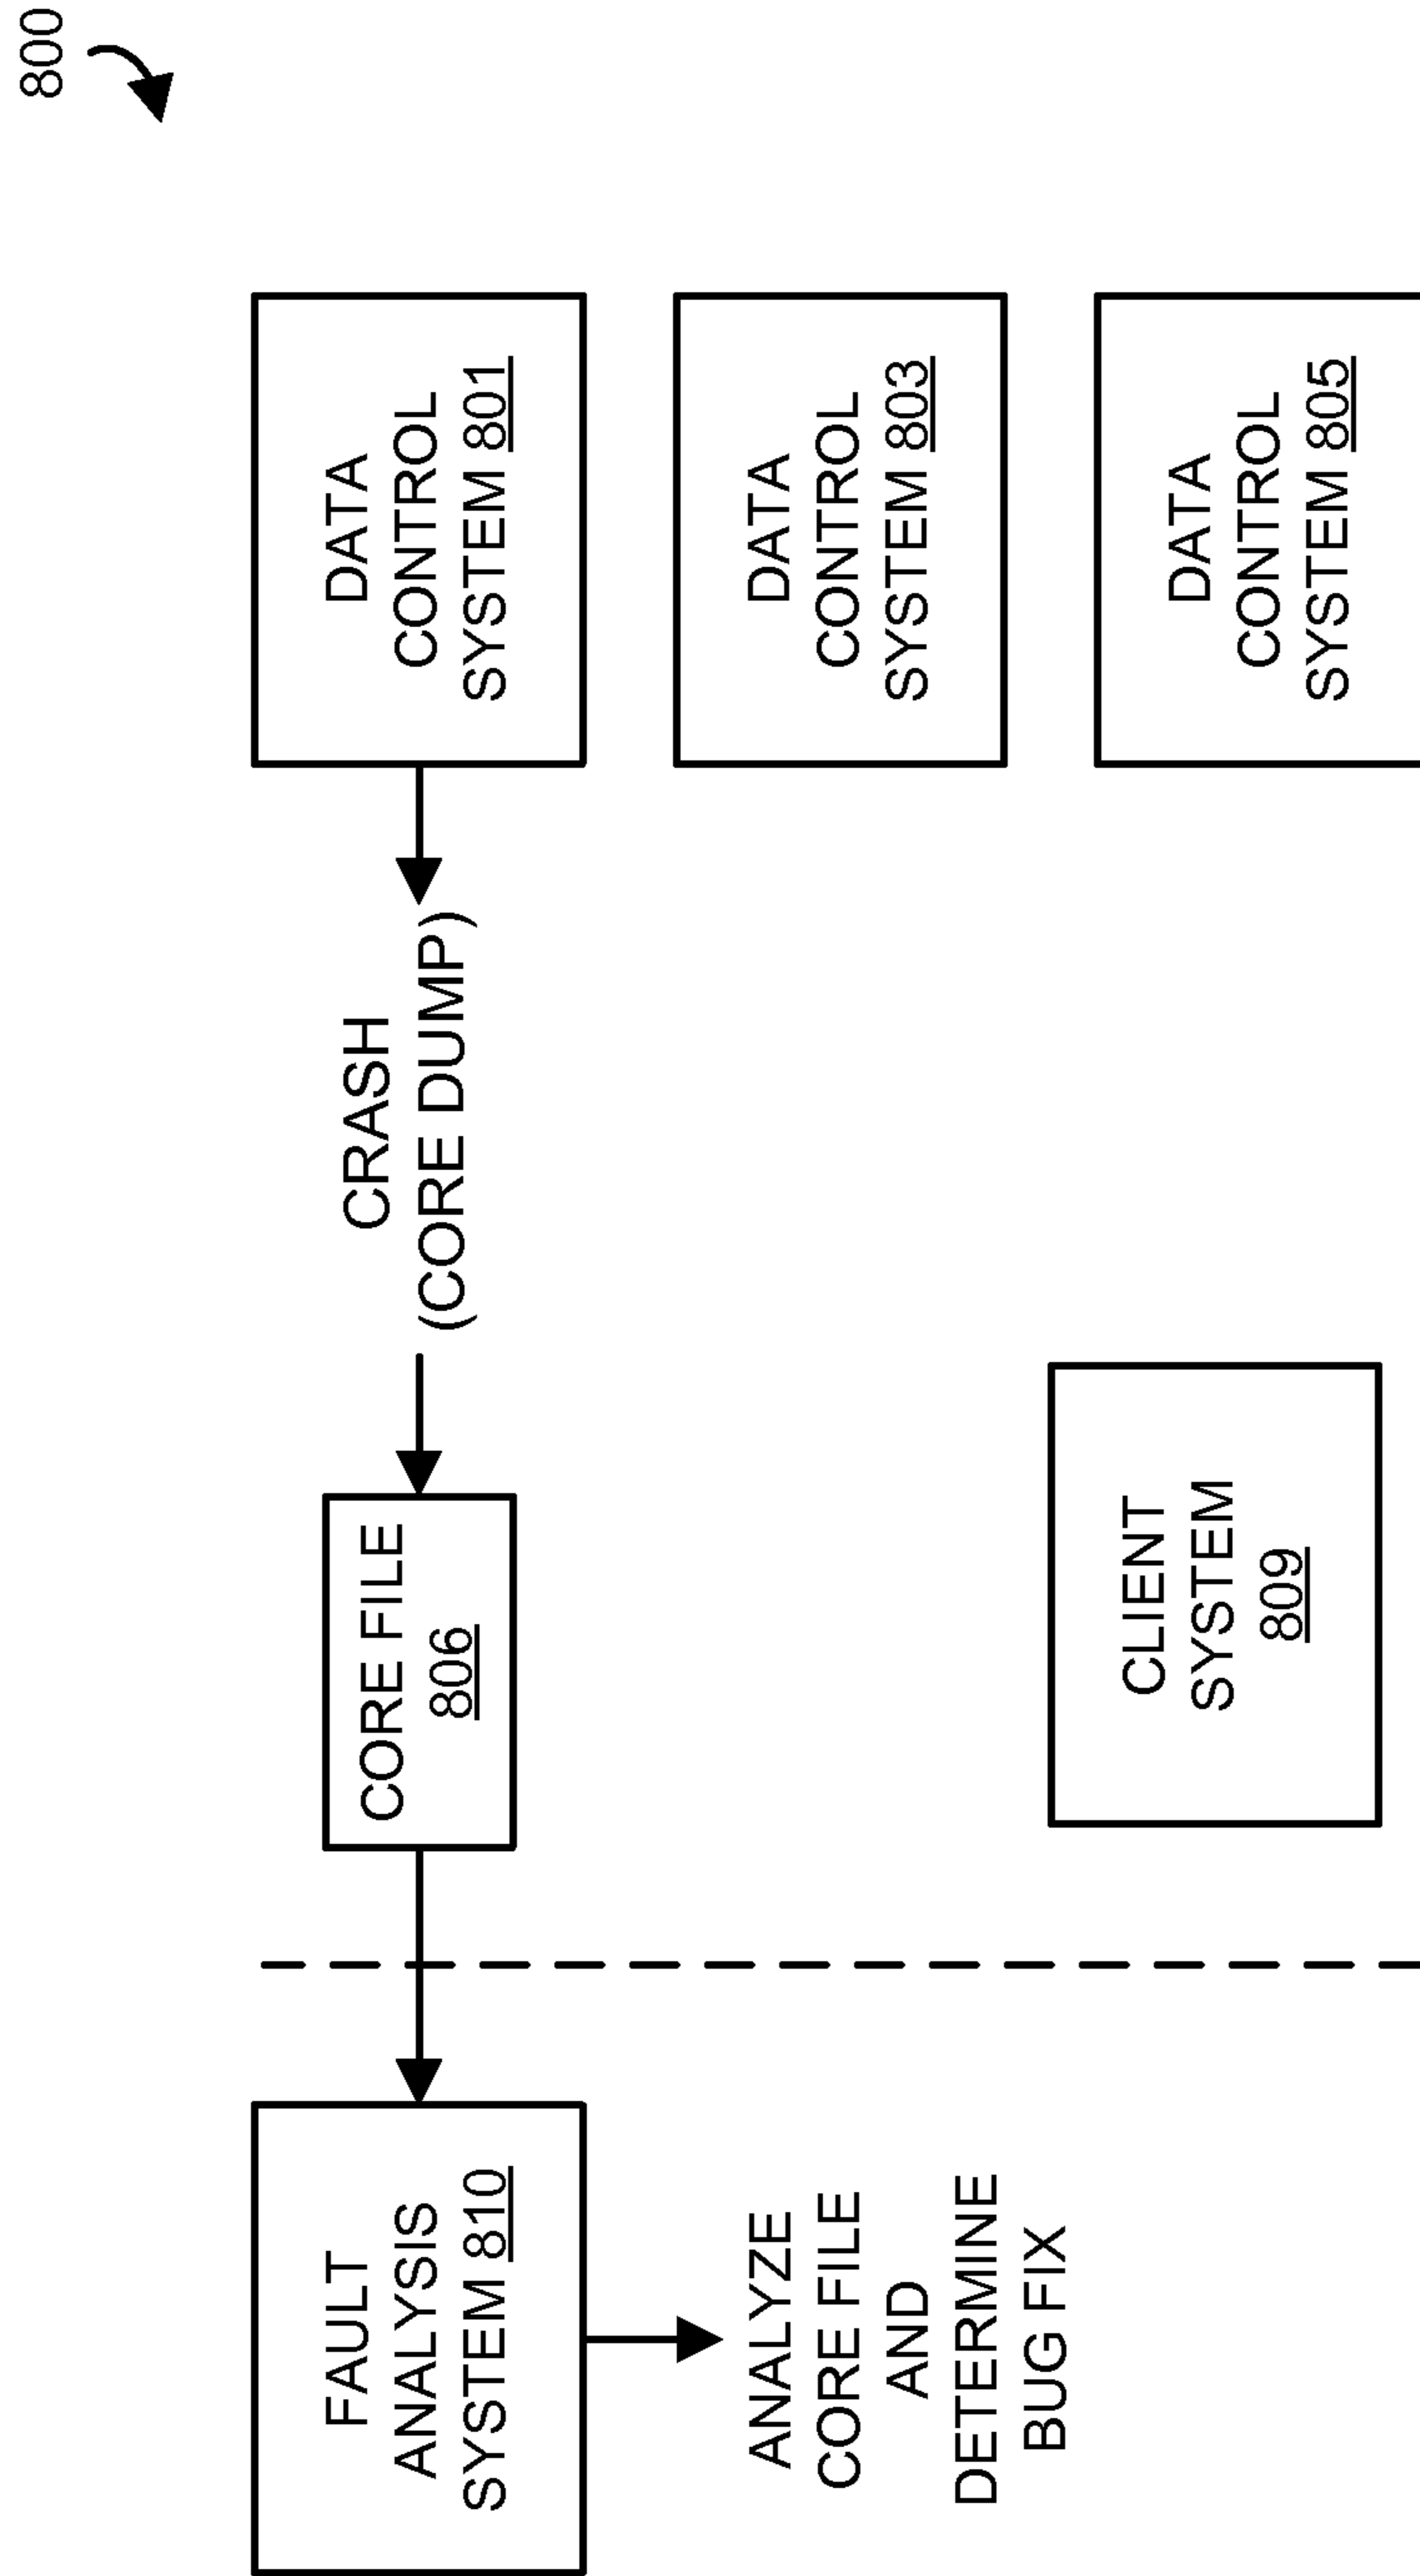 800
FAULT
ANALYSIS
SYSTEM 810
CORE FILE
806
CRASH
(CORE DUMP)
DATA
CONTROL
SYSTEM 801
ANALYZE
CORE FILE
AND
DETERMINE
BUG FIX
DATA
CONTROL
SYSTEM 803
CLIENT
SYSTEM
809
DATA
CONTROL
SYSTEM 805